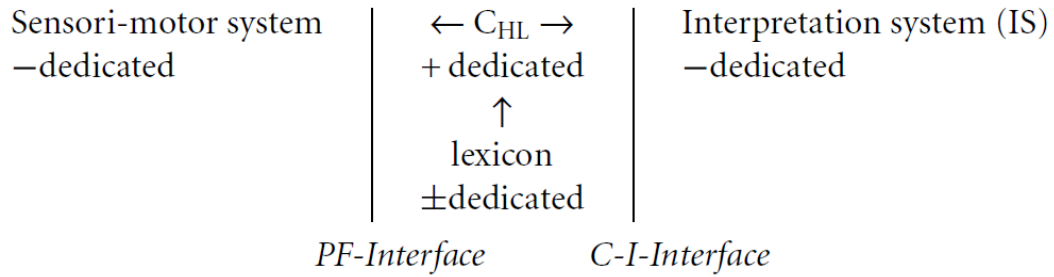 Sensori-motor system ← C_HL → Interpretation system (IS)
−dedicated + dedicated −dedicated
↑
lexicon
±dedicated
PF-Interface C-I-Interface